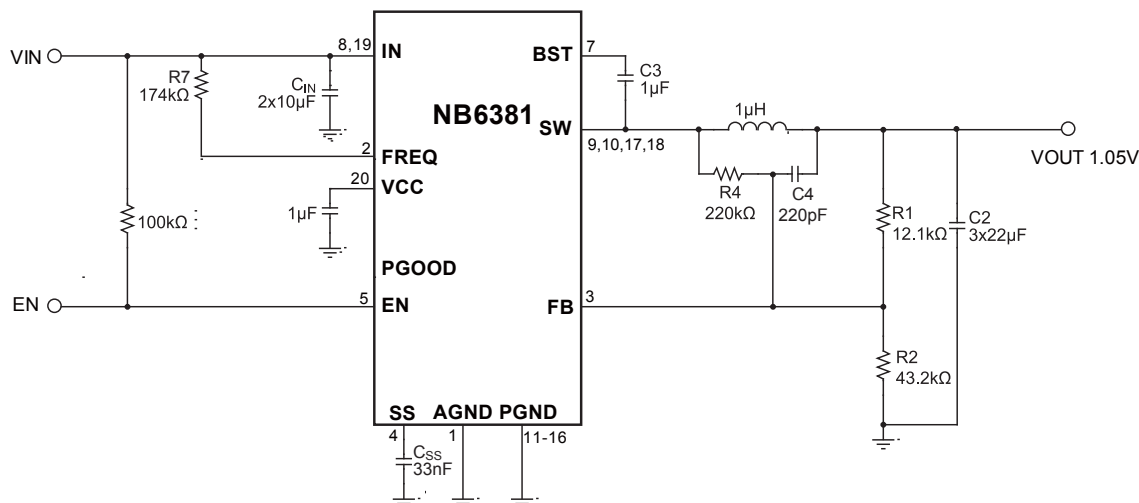 VIN
8,19
IN
BST
7
R7
174kΩ
CIN
2x10µF
C3
1µF
NB6381
1µH
SW
9,10,17,18
VOUT 1.05V
2
FREQ
20
VCC
R4
220kΩ
C4
220pF
100kΩ
1µF
R1
12.1kΩ
C2
3x22µF
PGOOD
EN
5
EN
FB
3
R2
43.2kΩ
SS
AGND
PGND
4
1
11-16
CSS
33nF